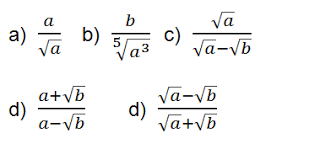 a) a/√a b) b/⁵√a³ c) √a/√a−√b
d) a+√b/a−√b d) √a−√b/√a+√b